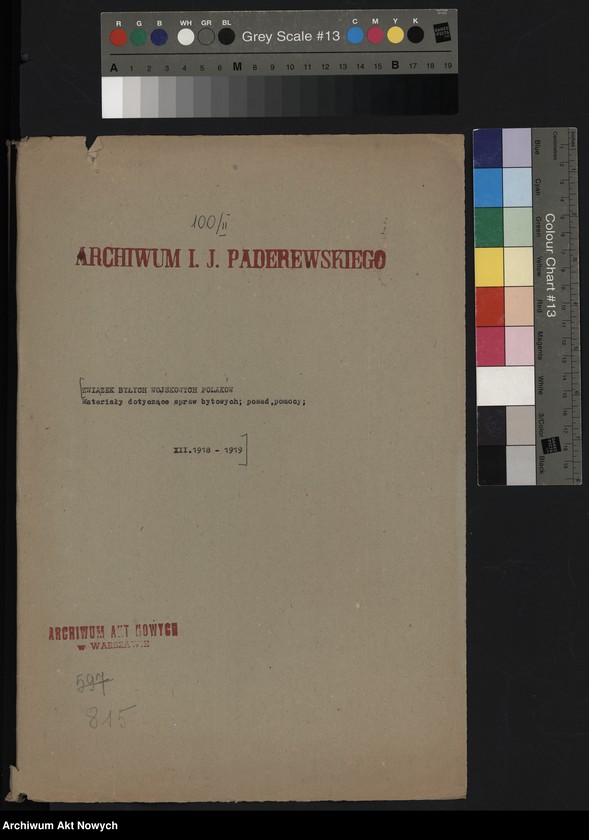 R G B WH GR BL Grey Scale #13 C M Y K
A 1 2 3 4 5 6 M 8 9 10 11 12 13 14 15 B 17 18 19
100/II
ARCHIWUM I. J. PADEREWSKIEGO
ZWIĄZEK BYŁYCH WOJSKOWYCH POLAKÓW
Materiały dotyczące spraw bytowych; posad,pomocy;
XII.1918 - 1919
ARCHIWUM AKT NOWYCH
w WARSZAWIE
597
815
Colour Chart #13
Blue
Cyan
Green
Yellow
Red
Magenta
White
3/Color
Black
Centimetres
Archiwum Akt Nowych